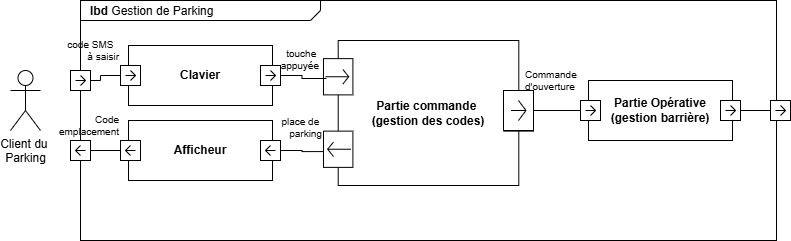 Ibd Gestion de Parking
code SMS
à saisir
Clavier
touche
appuyée
Client du
Parking
Code
emplacement
Afficheur
place de
parking
Partie commande
(gestion des codes)
Commande
d'ouverture
Partie Opérative
(gestion barrière)